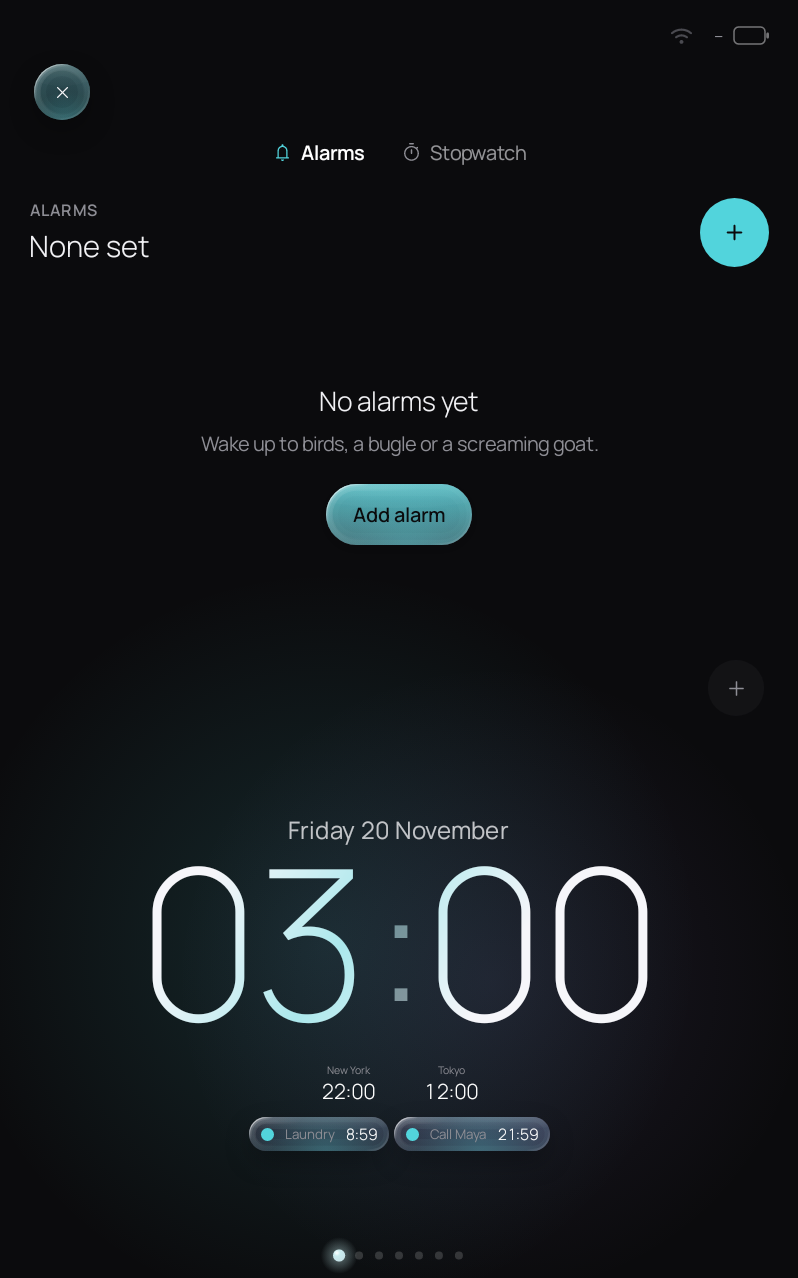 Alarms Stopwatch
ALARMS
None set
No alarms yet
Wake up to birds, a bugle or a screaming goat.
Add alarm
Friday 20 November
03:00
New York Tokyo
22:00 12:00
Laundry 8:59 Call Maya 21:59